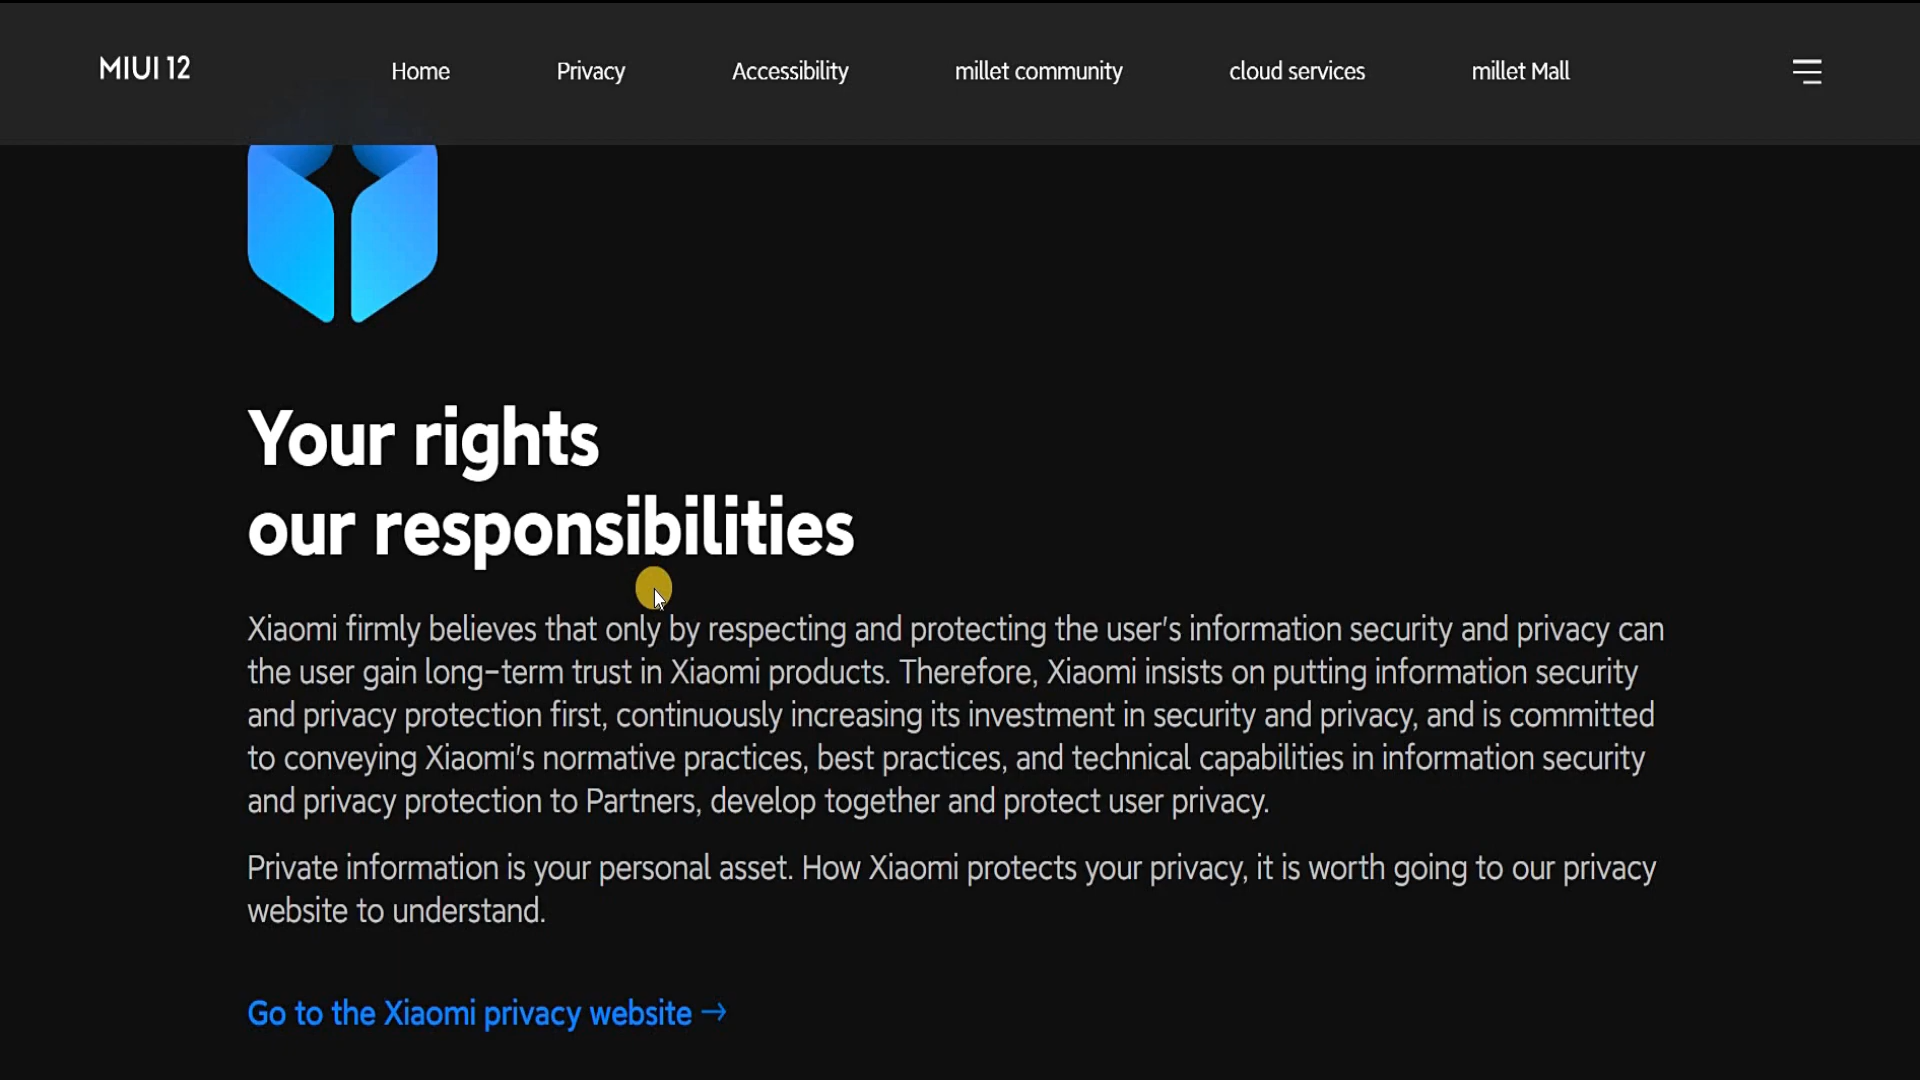 MIUI 12
Home
Privacy
Accessibility
millet community
cloud services
millet Mall
Your rights
our responsibilities
Xiaomi firmly believes that only by respecting and protecting the user's information security and privacy can
the user gain long-term trust in Xiaomi products. Therefore, Xiaomi insists on putting information security
and privacy protection first, continuously increasing its investment in security and privacy, and is committed
to conveying Xiaomi's normative practices, best practices, and technical capabilities in information security
and privacy protection to Partners, develop together and protect user privacy.
Private information is your personal asset. How Xiaomi protects your privacy, it is worth going to our privacy
website to understand.
Go to the Xiaomi privacy website →